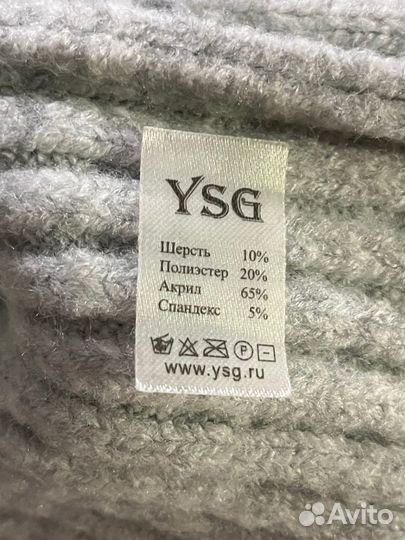 YSG
Шерсть 10%
Полиэстер 20%
Акрил 65%
Спандекс 5%
P
www.ysg.ru
Avito